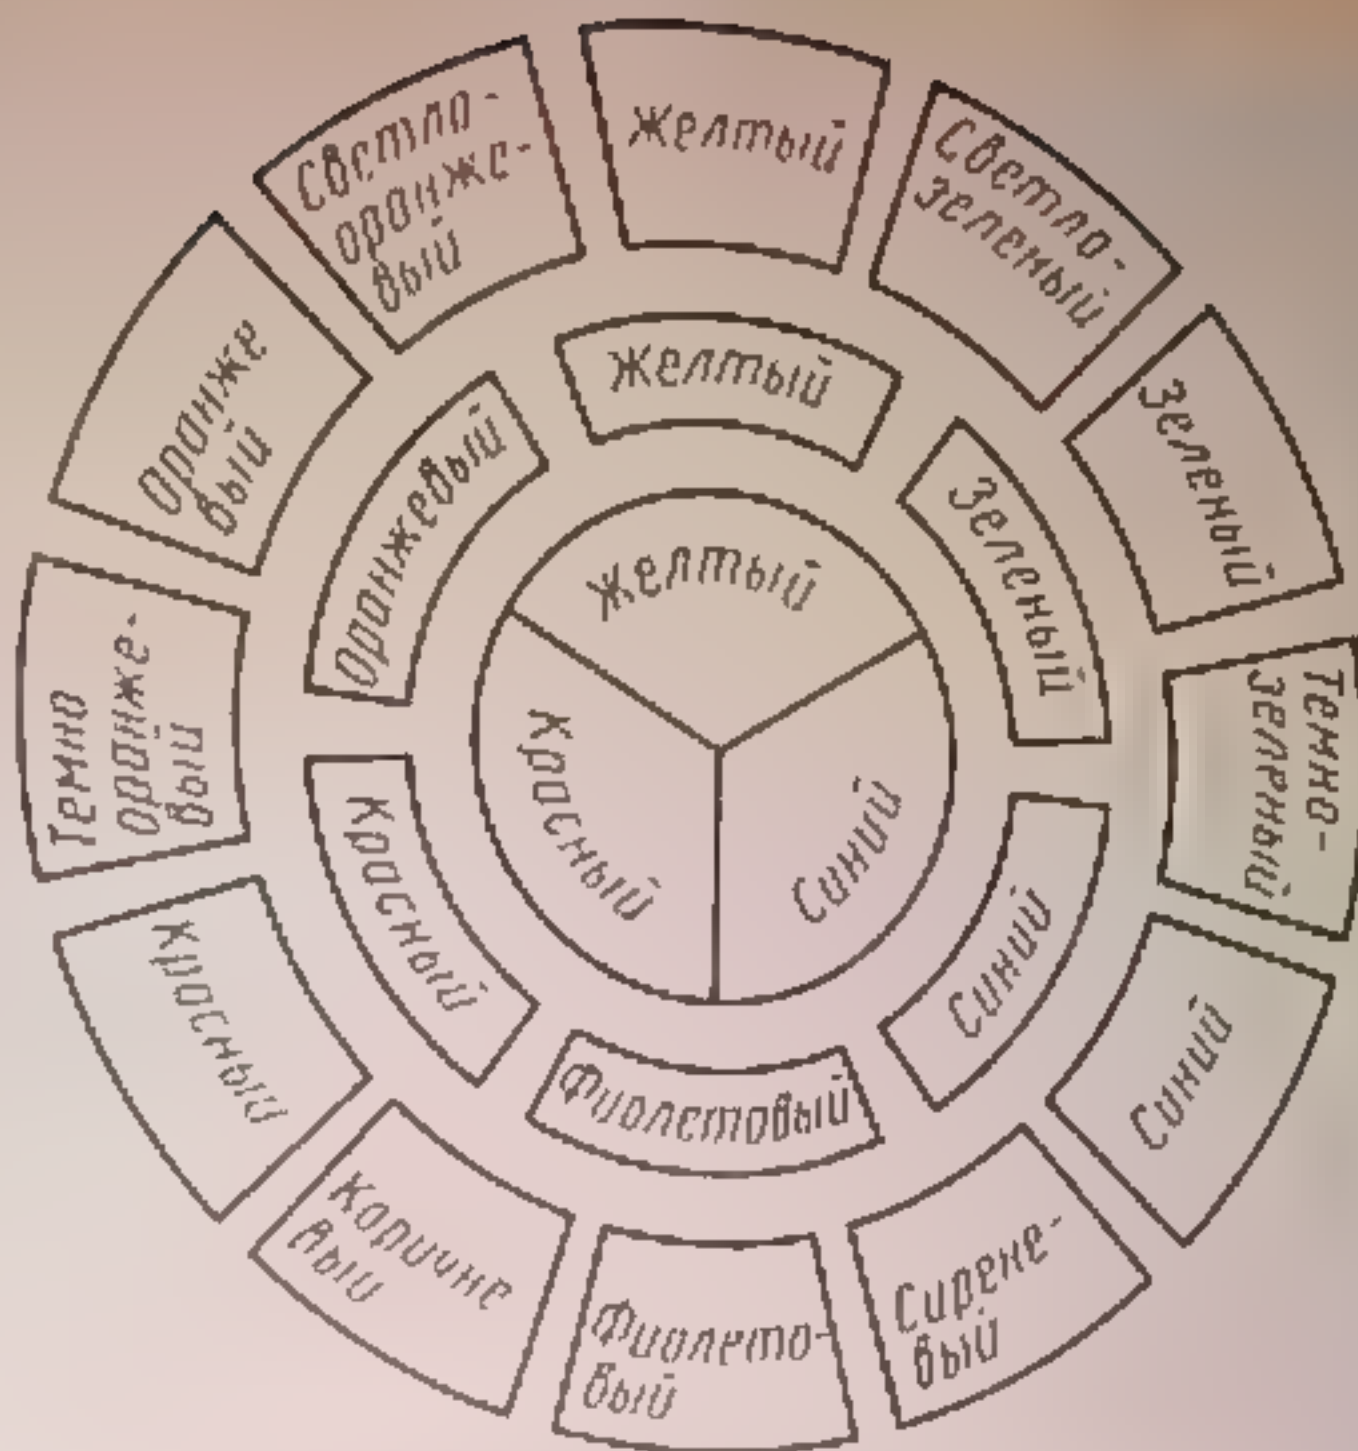 Желтый
Светло-
зеленый
Зеленый
Темно-
зеленый
Синий
Сирене-
вый
Фиолето-
вый
Коричне
вый
Красный
Темно
оранже-
вый
Оранже
вый
Светло-
оранже-
вый
Желтый
Зеленый
Синий
Фиолетовый
Красный
Оранжевый
Желтый
Синий
Красный